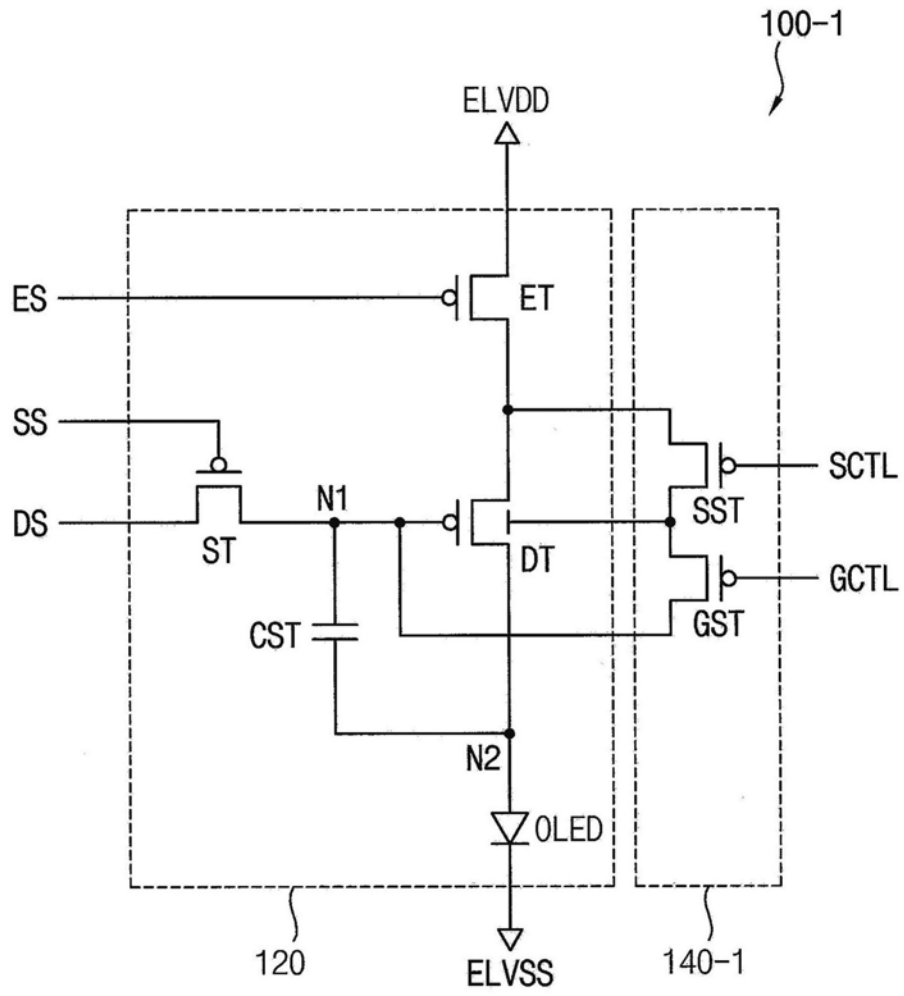 100-1
ELVDD
ES
ET
SS
SCTL
N1
SST
DS
ST
DT
GCTL
CST
GST
N2
OLED
120
ELVSS
140-1